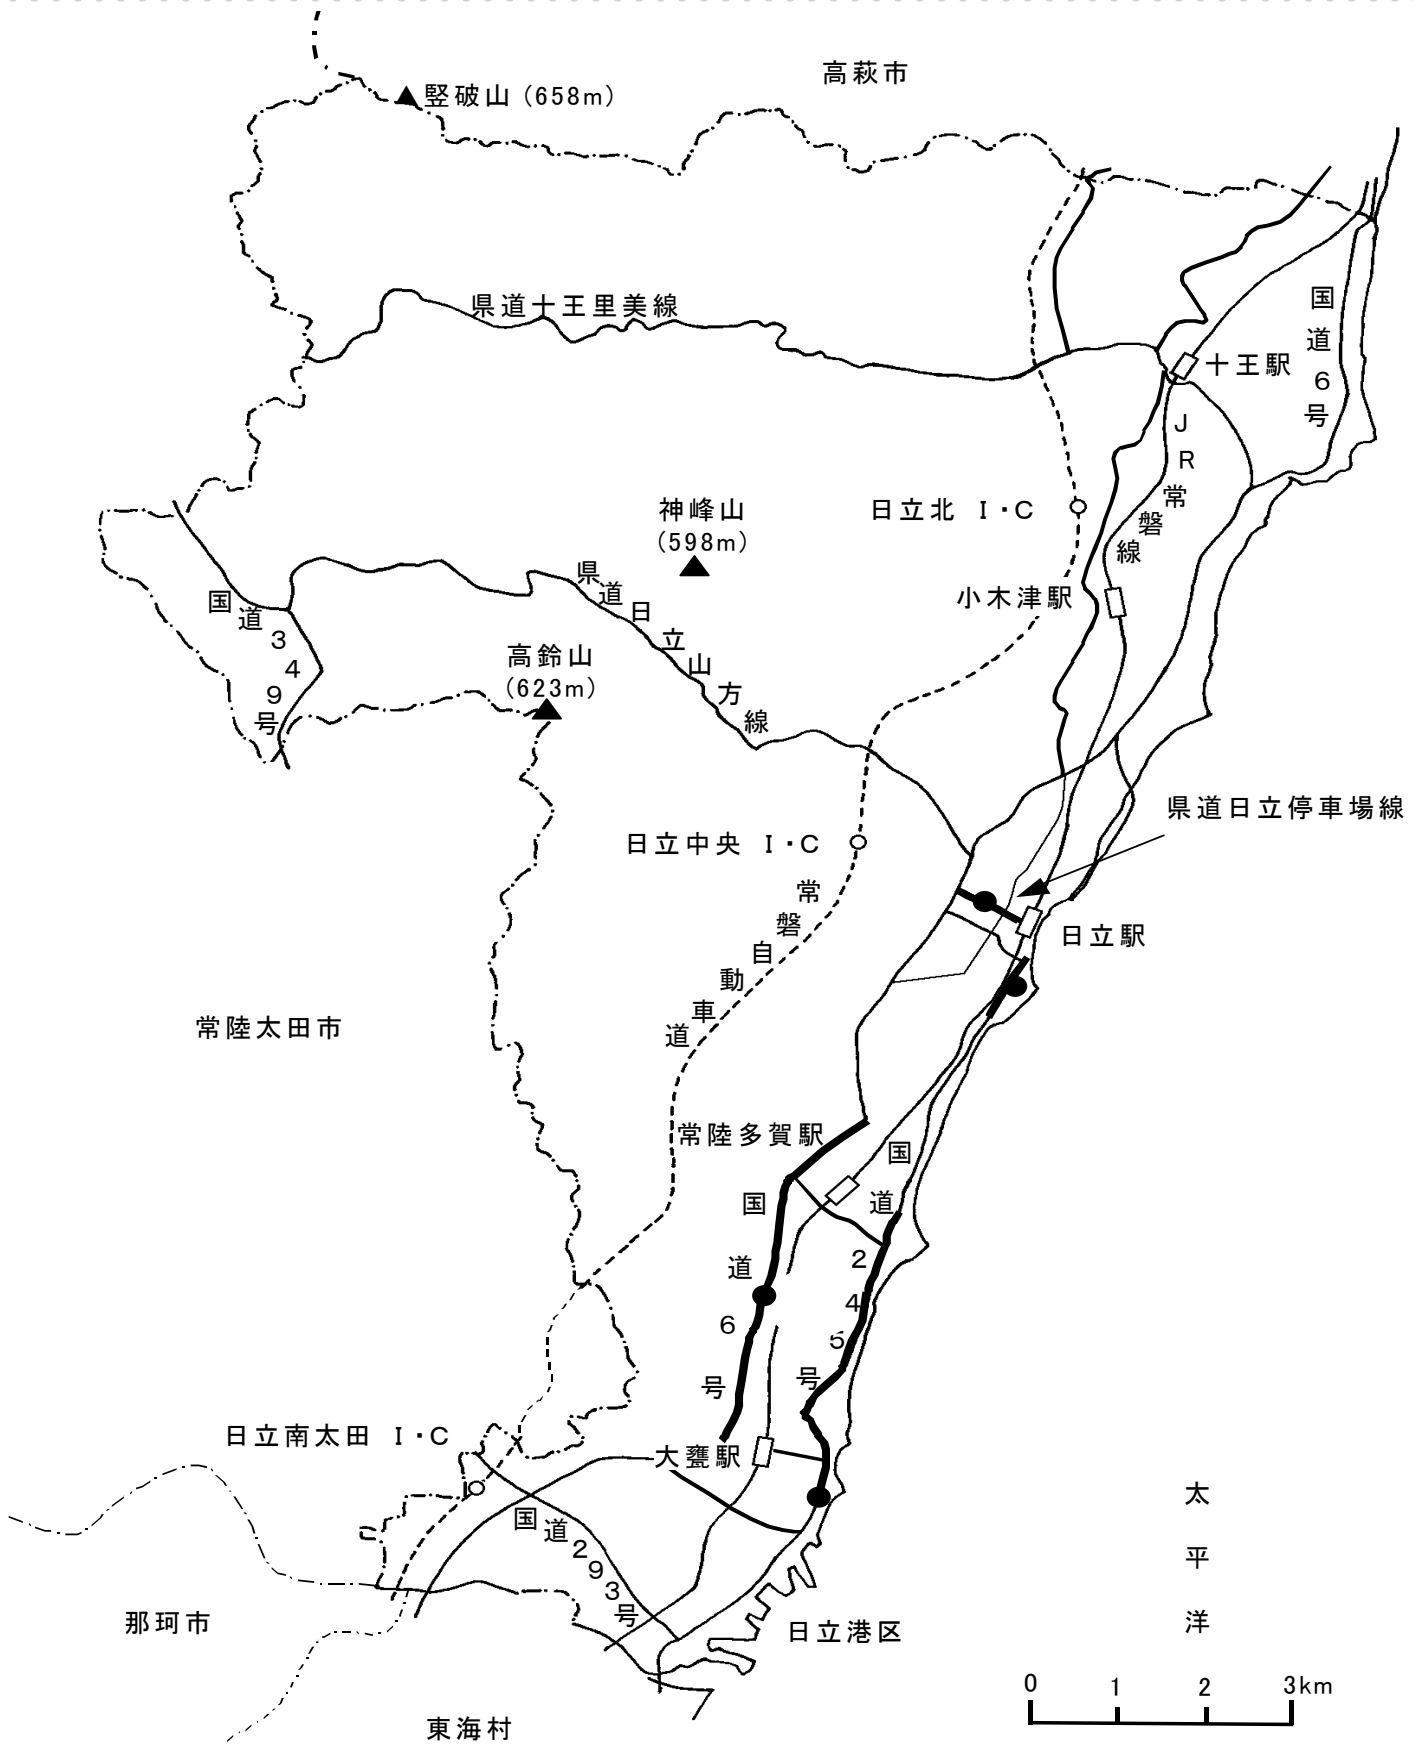 高萩市
竪破山 (658m)
県道十王里美線
国道6号
十王駅
JR常磐線
神峰山
(598m)
日立北 I・C
小木津駅
国道349号
県道日立山方線
高鈴山
(623m)
県道日立停車場線
日立中央 I・C
常磐自動車道
日立駅
常陸太田市
常陸多賀駅
国道6号
国道245号
日立南太田 I・C
大甕駅
国道293号
太平洋
那珂市
日立港区
東海村
0 1 2 3km